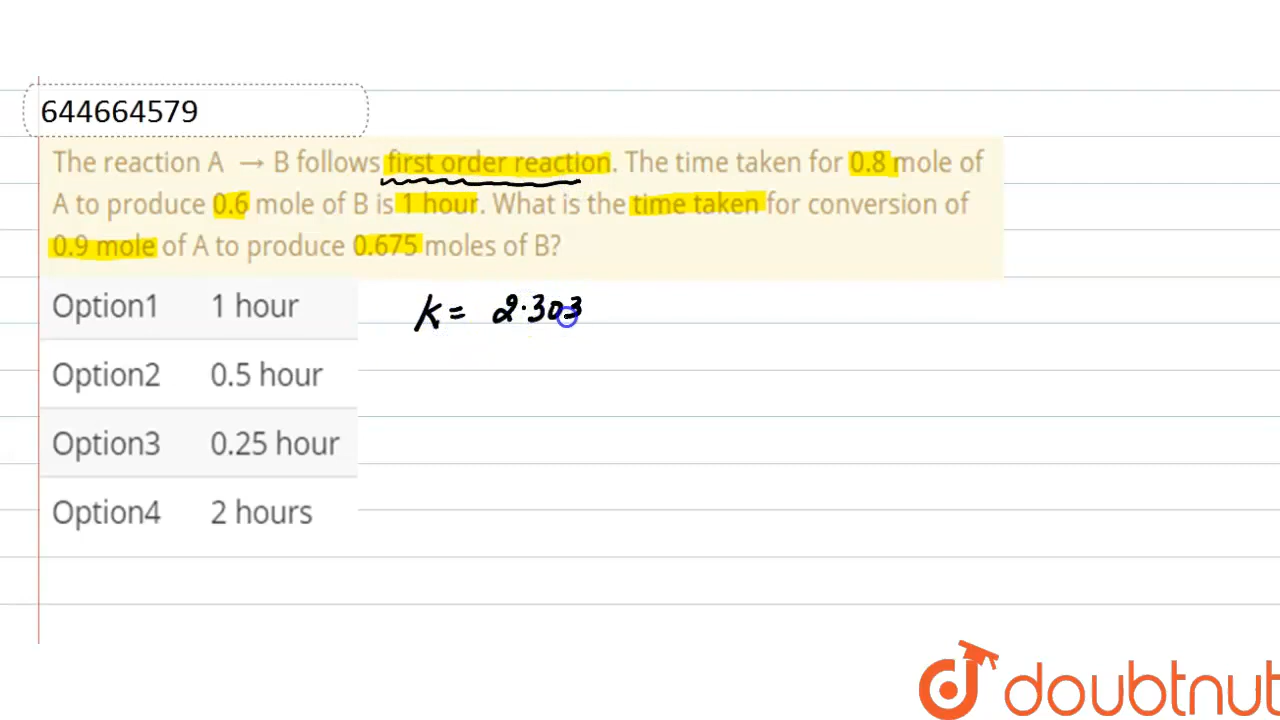 644664579
The reaction A → B follows first order reaction. The time taken for 0.8 mole of
A to produce 0.6 mole of B is 1 hour. What is the time taken for conversion of
0.9 mole of A to produce 0.675 moles of B?
Option1 1 hour
K= 2.303
Option2 0.5 hour
Option3 0.25 hour
Option4 2 hours
doubtnut